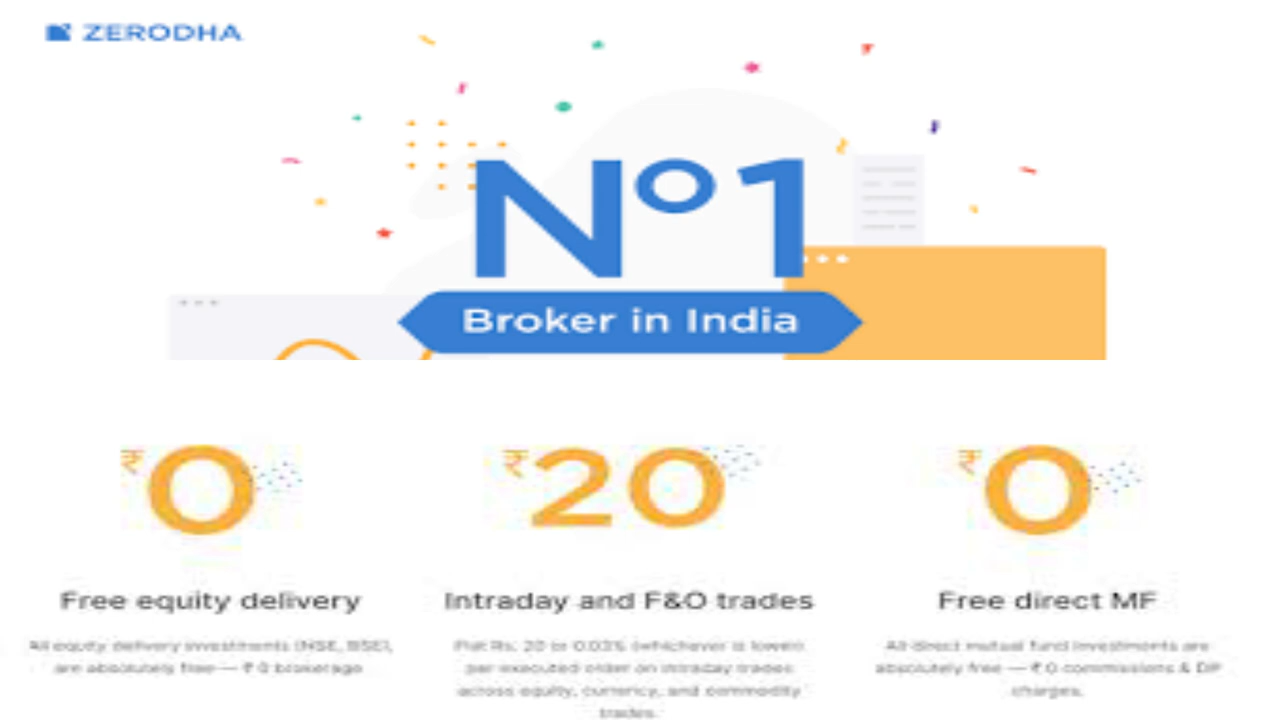 ZERODHA
Nº1
Broker in India
₹0
₹20
₹0
Free equity delivery
Intraday and F&O trades
Free direct MF
All equity delivery investments (NSE, BSE),
are absolutely free — ₹ 0 brokerage.
Flat Rs. 20 or 0.03% (whichever is lower)
per executed order on intraday trades
across equity, currency, and commodity
trades.
All direct mutual fund investments are
absolutely free — ₹ 0 commissions & DP
charges.